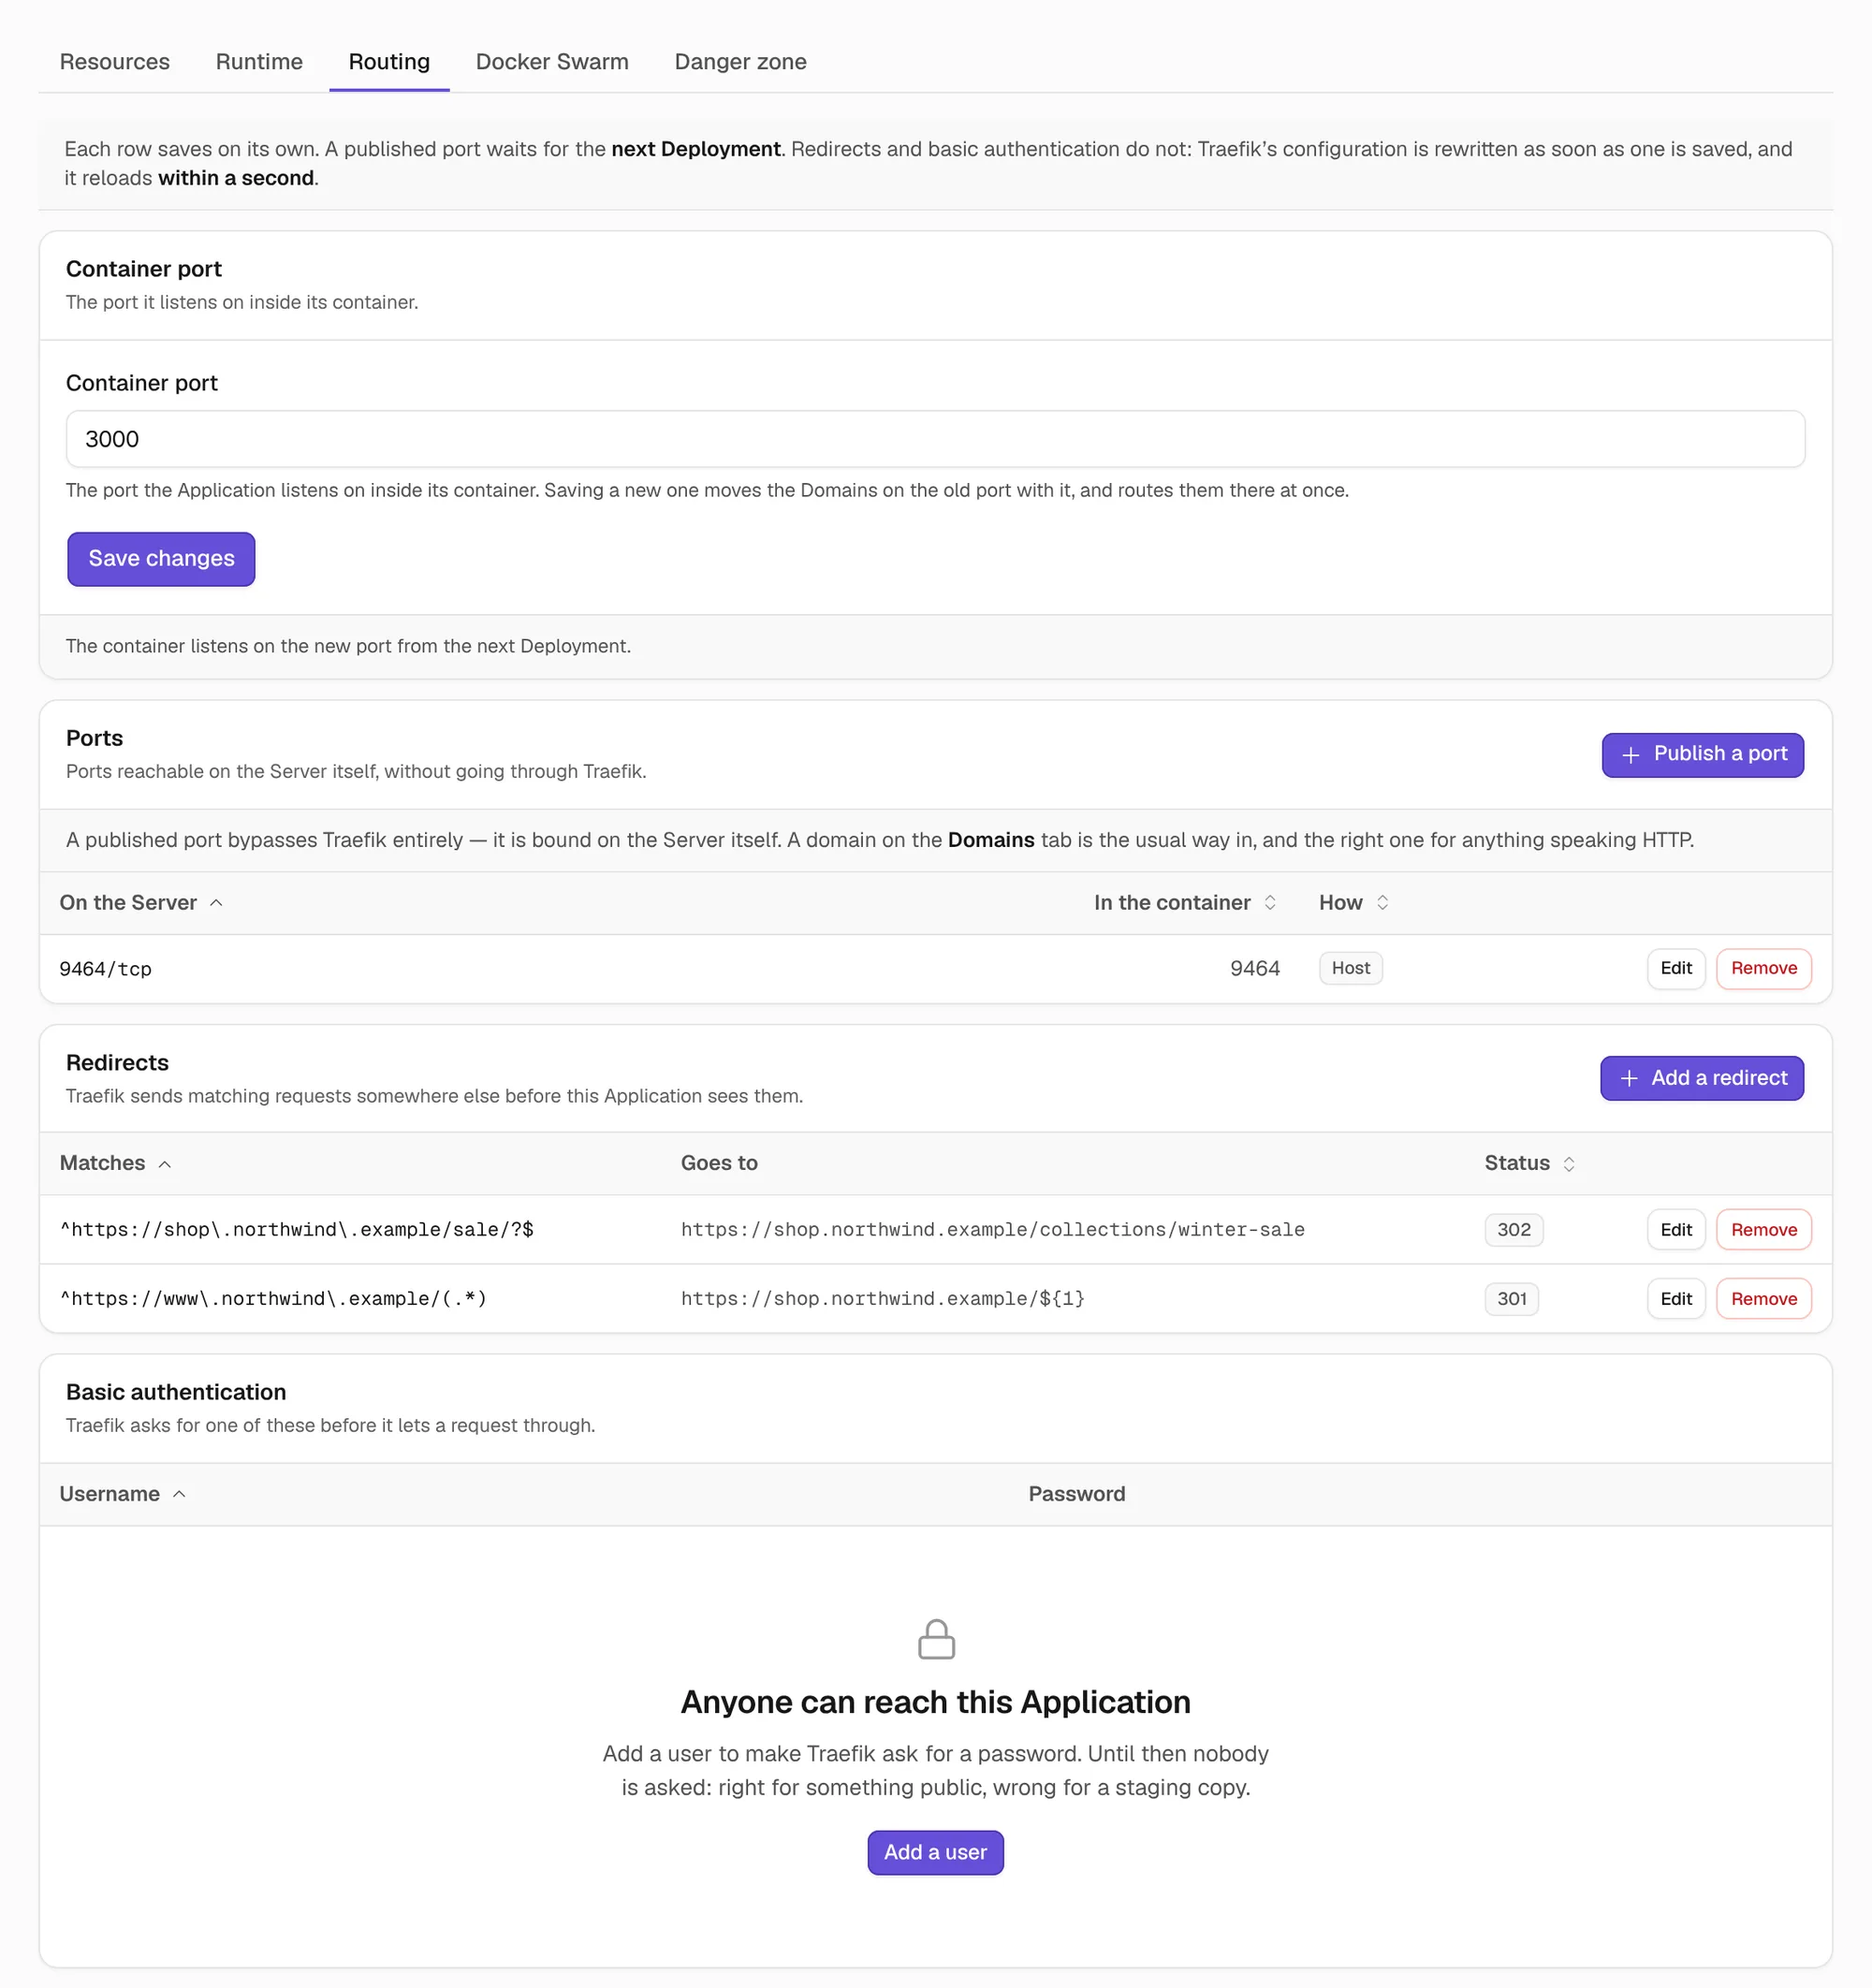 Resources Runtime Routing Docker Swarm Danger zone
Each row saves on its own. A published port waits for the next Deployment. Redirects and basic authentication do not: Traefik’s configuration is rewritten as soon as one is saved, and
it reloads within a second.
Container port
The port it listens on inside its container.
Container port
3000
The port the Application listens on inside its container. Saving a new one moves the Domains on the old port with it, and routes them there at once.
Save changes
The container listens on the new port from the next Deployment.
Ports
Ports reachable on the Server itself, without going through Traefik.
Publish a port
A published port bypasses Traefik entirely — it is bound on the Server itself. A domain on the Domains tab is the usual way in, and the right one for anything speaking HTTP.
On the Server In the container How
9464/tcp 9464 Host Edit Remove
Redirects
Traefik sends matching requests somewhere else before this Application sees them.
Add a redirect
Matches Goes to Status
^https://shop\.northwind\.example/sale/?$ https://shop.northwind.example/collections/winter-sale 302 Edit Remove
^https://www\.northwind\.example/(.*) https://shop.northwind.example/${1} 301 Edit Remove
Basic authentication
Traefik asks for one of these before it lets a request through.
Username Password
Anyone can reach this Application
Add a user to make Traefik ask for a password. Until then nobody
is asked: right for something public, wrong for a staging copy.
Add a user